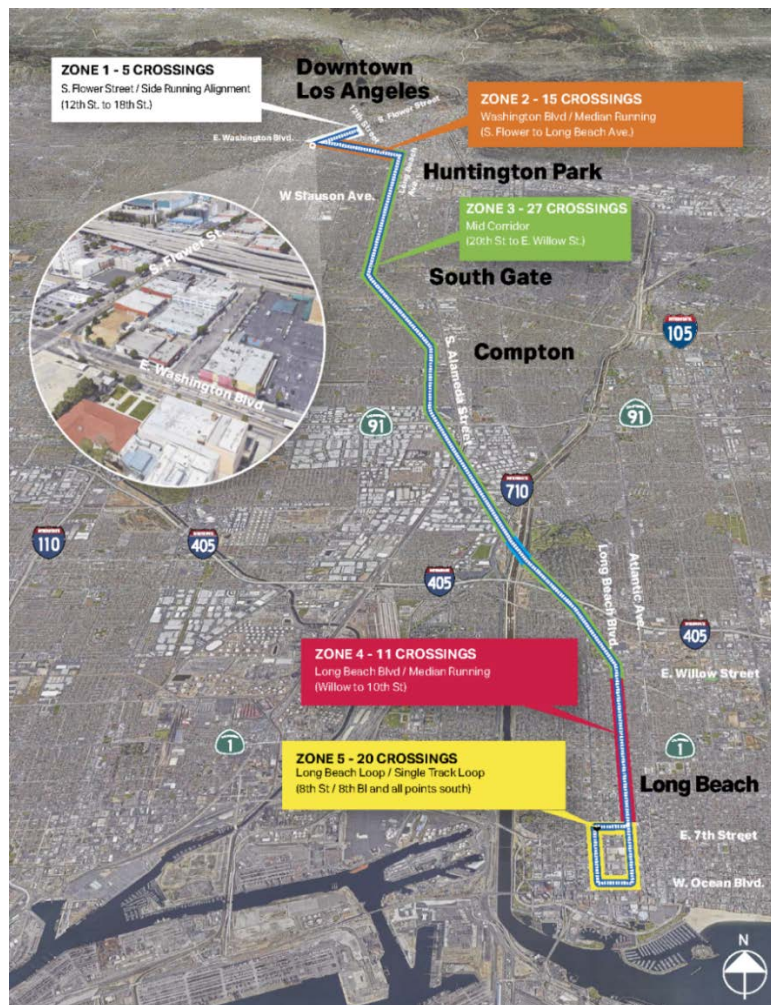 ZONE 1 - 5 CROSSINGS
S. Flower Street / Side Running Alignment
(12th St. to 18th St.)
Downtown
Los Angeles
S. Flower Street
12th Street
E. Washington Blvd.
ZONE 2 - 15 CROSSINGS
Washington Blvd / Median Running
(S. Flower to Long Beach Ave.)
Long Beach
Ave.
Huntington Park
W Slauson Ave.
ZONE 3 - 27 CROSSINGS
Mid Corridor
(20th St to E. Willow St.)
S. Flower St.
E. Washington Blvd.
South Gate
105
Compton
S. Alameda Street
91
91
710
110
405
405
Long Beach Blvd.
Atlantic Ave.
405
ZONE 4 - 11 CROSSINGS
Long Beach Blvd / Median Running
(Willow to 10th St)
E. Willow Street
1
1
ZONE 5 - 20 CROSSINGS
Long Beach Loop / Single Track Loop
(8th St / 8th Bl and all points south)
Long Beach
E. 7th Street
W. Ocean Blvd.
N